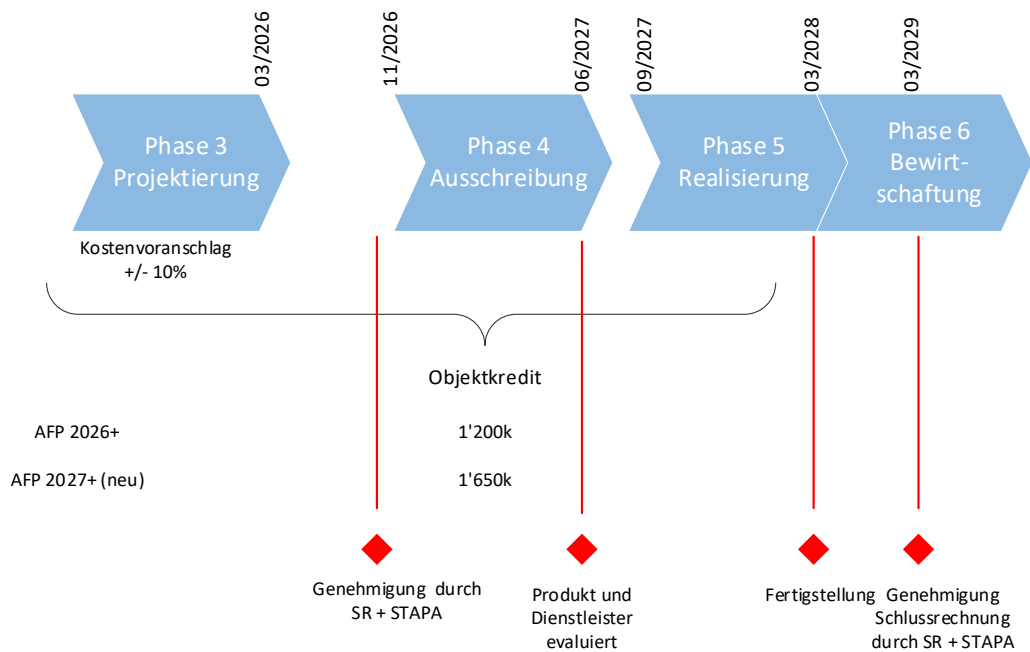 03/2026
11/2026
06/2027
09/2027
03/2028
03/2029
Phase 3
Projektierung
Phase 4
Ausschreibung
Phase 5
Realisierung
Phase 6
Bewirt-
schaftung
Kostenvoranschlag
+/- 10%
Objektkredit
AFP 2026+
1'200k
AFP 2027+ (neu)
1'650k
Genehmigung durch
SR + STAPA
Produkt und
Dienstleister
evaluiert
Fertigstellung
Genehmigung
Schlussrechnung
durch SR + STAPA